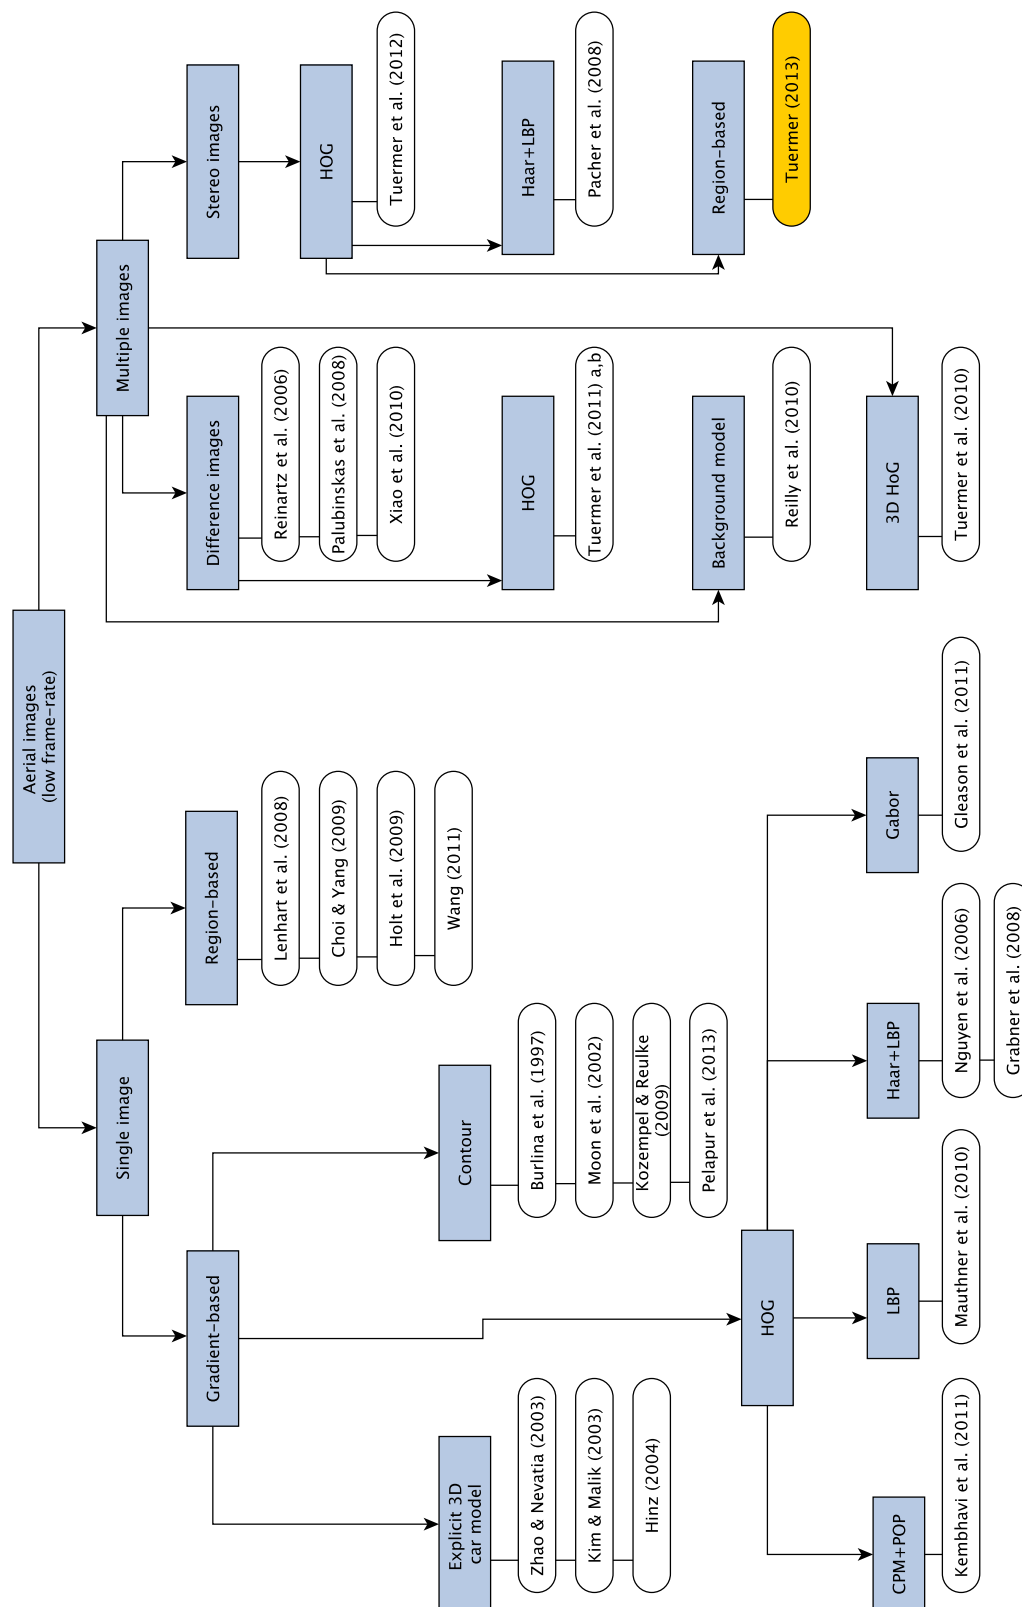 Aerial images
(low frame-rate)
Single image
Multiple images
Gradient-based
Region-based
Lenhart et al. (2008)
Choi & Yang (2009)
Holt et al. (2009)
Wang (2011)
Difference images
Reinartz et al. (2006)
Palubinskas et al. (2008)
Xiao et al. (2010)
Stereo images
HOG
Tuermer et al. (2012)
Explicit 3D
car model
Zhao & Nevatia (2003)
Kim & Malik (2003)
Hinz (2004)
Contour
Burlina et al. (1997)
Moon et al. (2002)
Kozempel & Reulke
(2009)
Pelapur et al. (2013)
HOG
Tuermer et al. (2011) a,b
Haar+LBP
Pacher et al. (2008)
Background model
Reilly et al. (2010)
Region-based
Tuermer (2013)
HOG
CPM+POP
Kembhavi et al. (2011)
LBP
Mauthner et al. (2010)
Haar+LBP
Nguyen et al. (2006)
Grabner et al. (2008)
Gabor
Gleason et al. (2011)
3D HoG
Tuermer et al. (2010)